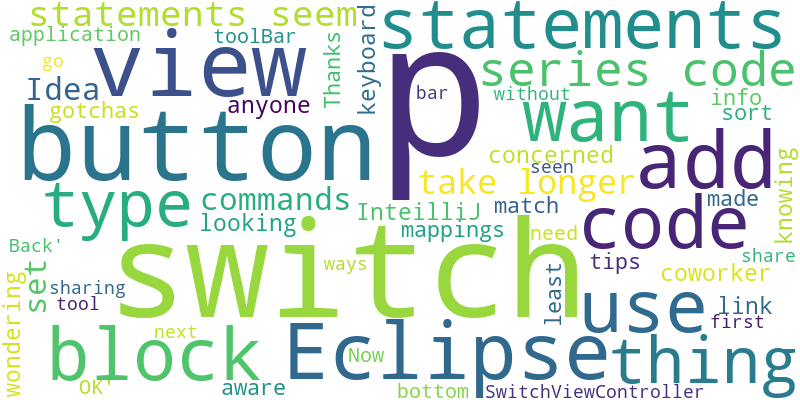 statements seem
statements
application
toolBar
view
keyboard
Thanks
p
go
Idea
gotchas
anyone
bar
without
series code
info
sort
button
want
concerned
seen
add
knowing
type
commands
looking
take longer
InteilliJ
mappings
match
need
code
made
tips
share
Back'
switch
ways
set
sharing
tool
wondering
least
coworker
use
link
first
next
block
OK'
Eclipse
Now
aware
thing
bottom
SwitchViewController